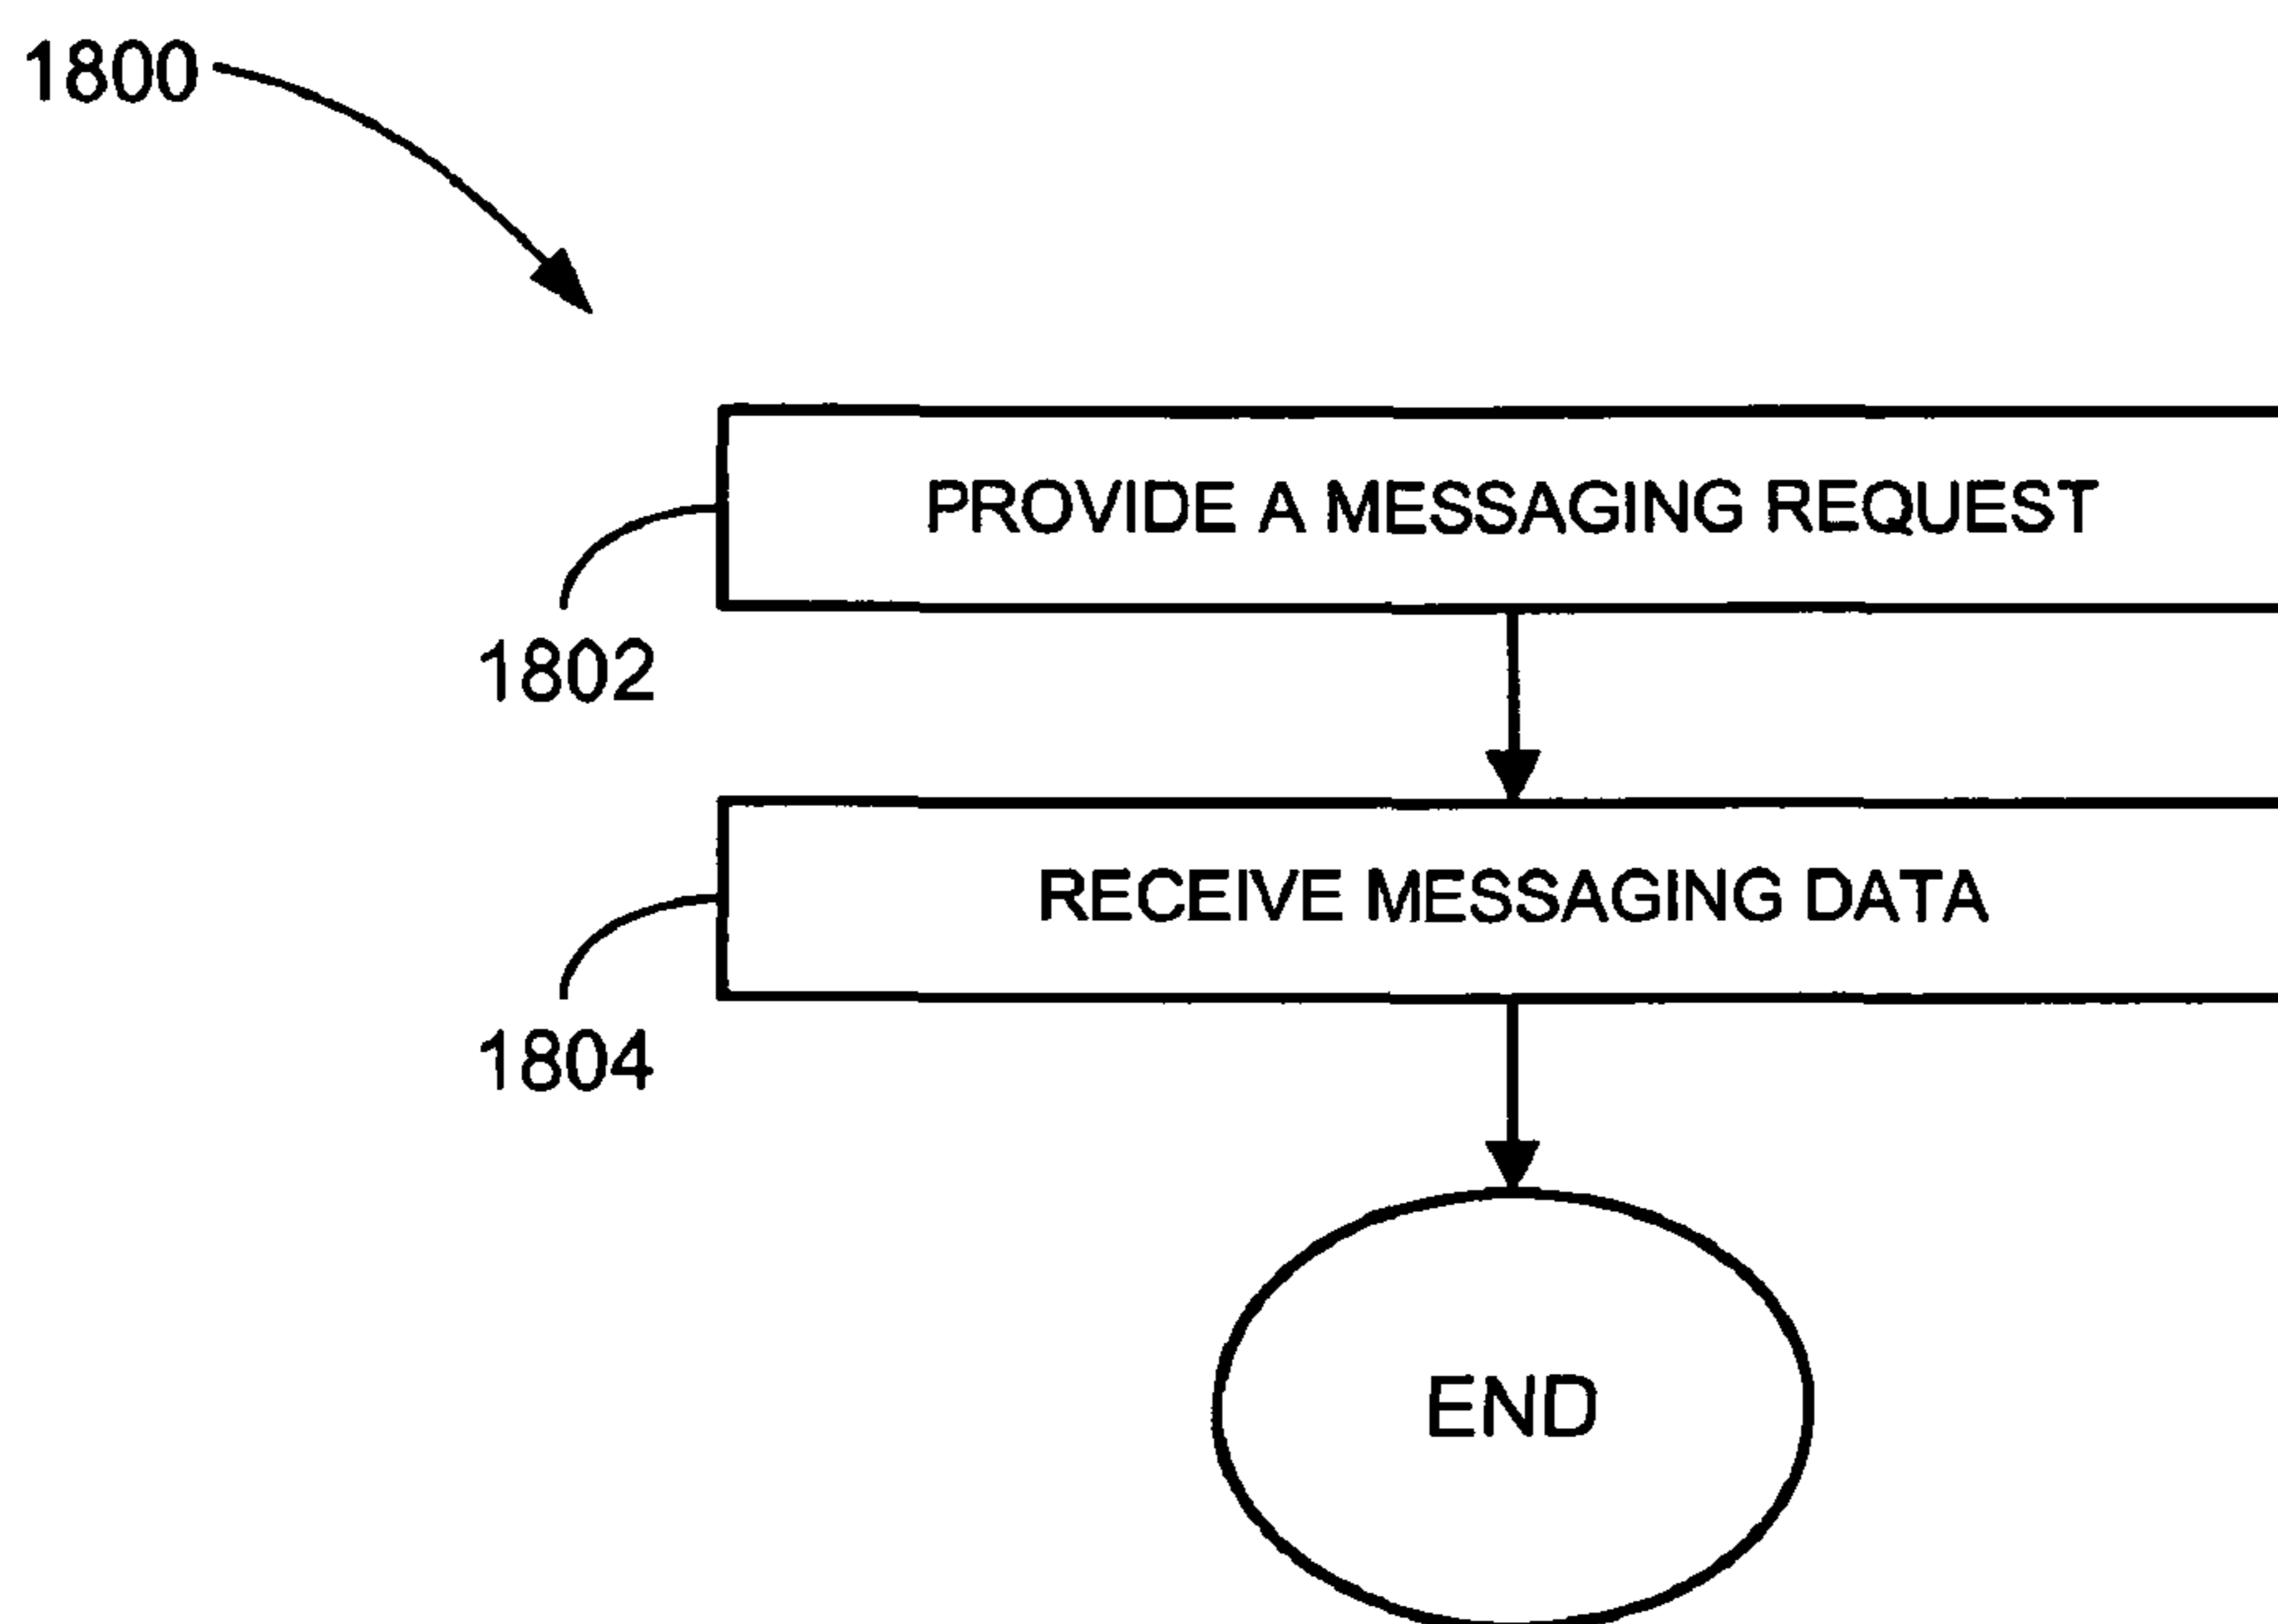 1800
PROVIDE A MESSAGING REQUEST
1802
RECEIVE MESSAGING DATA
1804
END